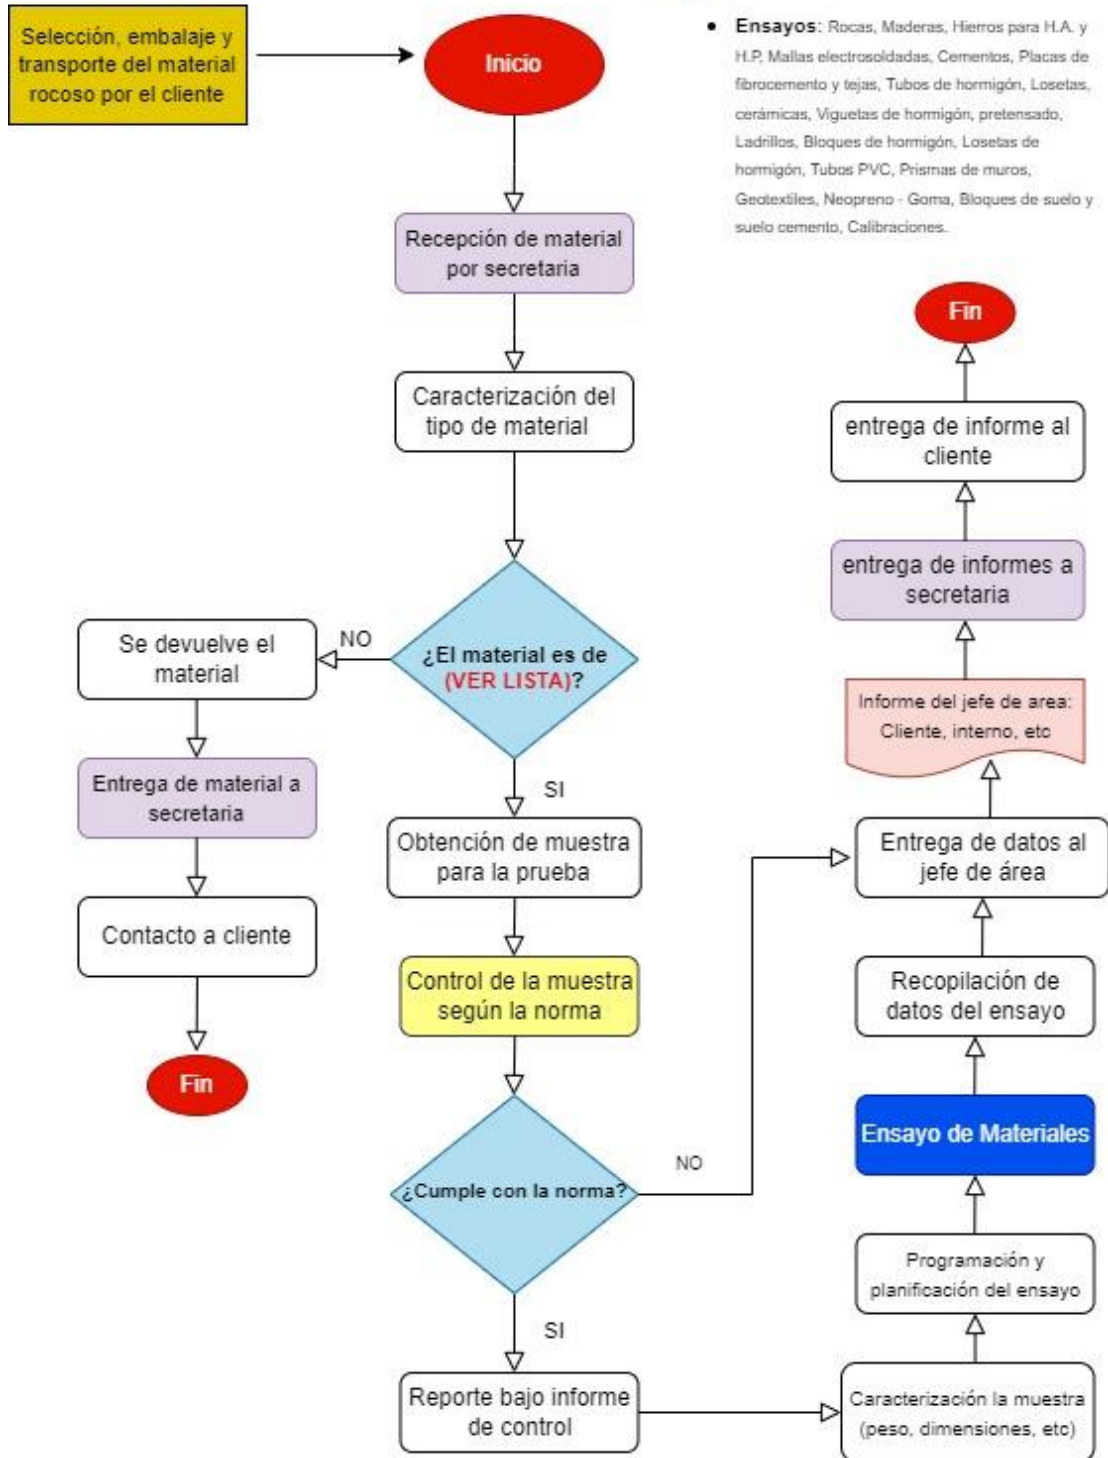 Selección, embalaje y
transporte del material
rocoso por el cliente
Inicio
• Ensayos: Rocas, Maderas, Hierros para H.A. y
H.P, Mallas electrosoldadas, Cementos, Placas de
fibrocemento y tejas, Tubos de hormigón, Losetas,
cerámicas, Viguetas de hormigón, pretensado,
Ladrillos, Bloques de hormigón, Losetas de
hormigón, Tubos PVC, Prismas de muros,
Geotextiles, Neopreno - Goma, Bloques de suelo y
suelo cemento, Calibraciones.
Recepción de material
por secretaria
Caracterización del
tipo de material
¿El material es de
(VER LISTA)?
NO
Se devuelve el
material
Entrega de material a
secretaria
Contacto a cliente
Fin
SI
Obtención de muestra
para la prueba
Control de la muestra
según la norma
¿Cumple con la norma?
NO
SI
Reporte bajo informe
de control
Caracterización la muestra
(peso, dimensiones, etc)
Programación y
planificación del ensayo
Ensayo de Materiales
Recopilación de
datos del ensayo
Entrega de datos al
jefe de área
Informe del jefe de area:
Cliente, interno, etc
entrega de informes a
secretaria
entrega de informe al
cliente
Fin